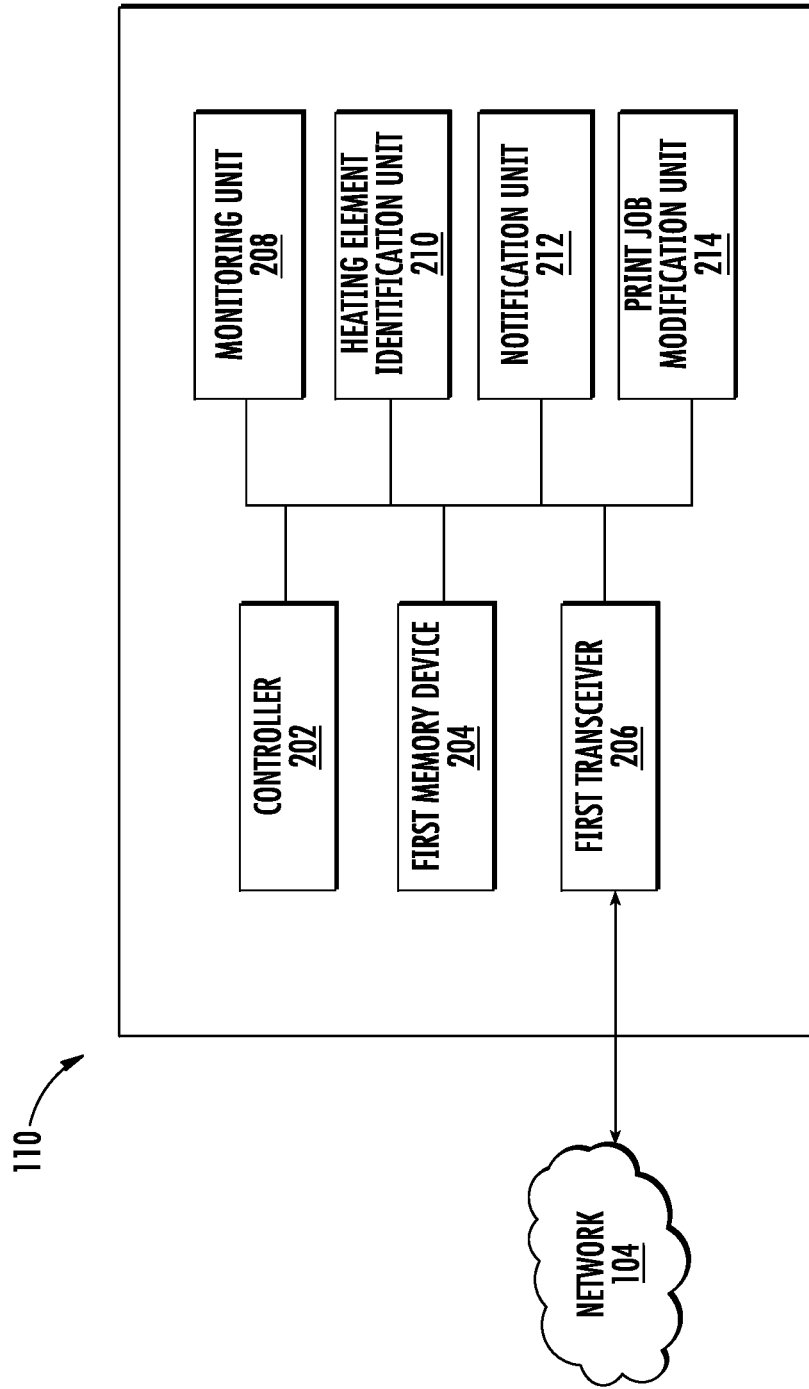 110
NETWORK
104
CONTROLLER
202
FIRST MEMORY DEVICE
204
FIRST TRANSCEIVER
206
MONITORING UNIT
208
HEATING ELEMENT
IDENTIFICATION UNIT
210
NOTIFICATION UNIT
212
PRINT JOB
MODIFICATION UNIT
214